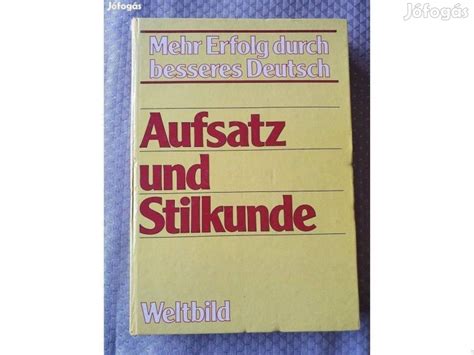 Jófogás
Jófogás
Mehr Erfolg durch
besseres Deutsch
Aufsatz
und
Stilkunde
Weltbild